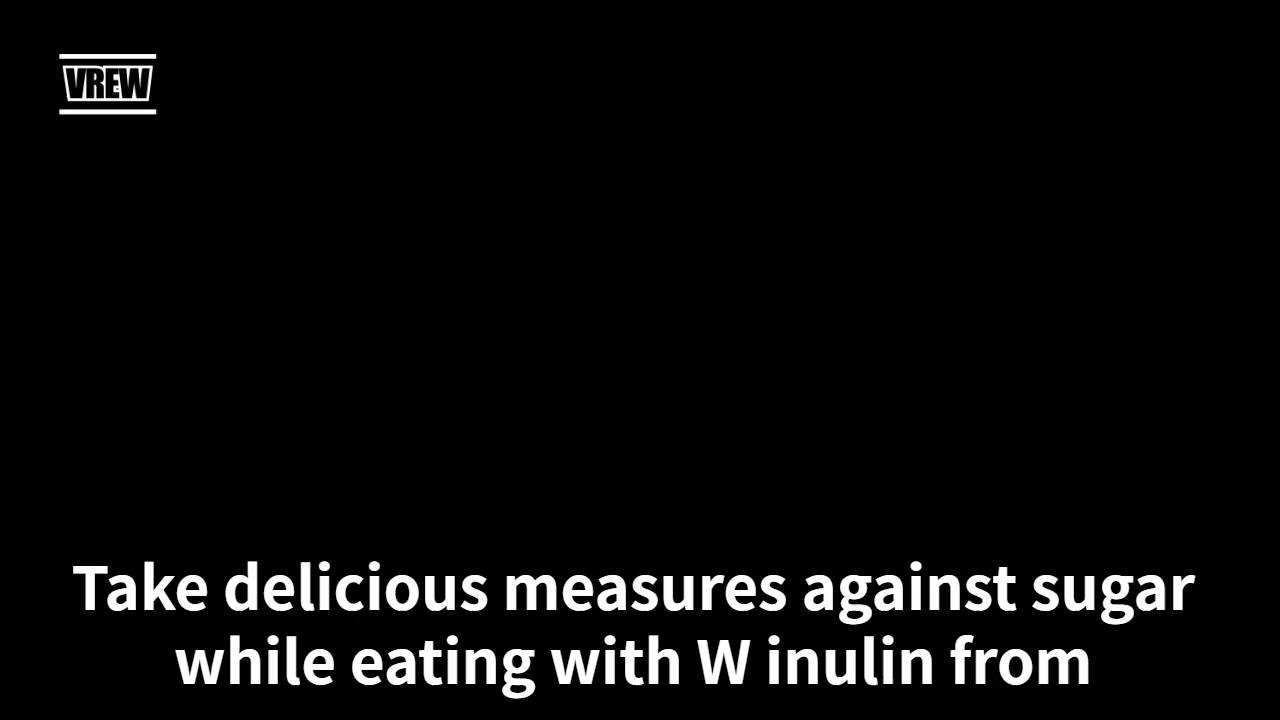 VREW
Take delicious measures against sugar
while eating with W inulin from